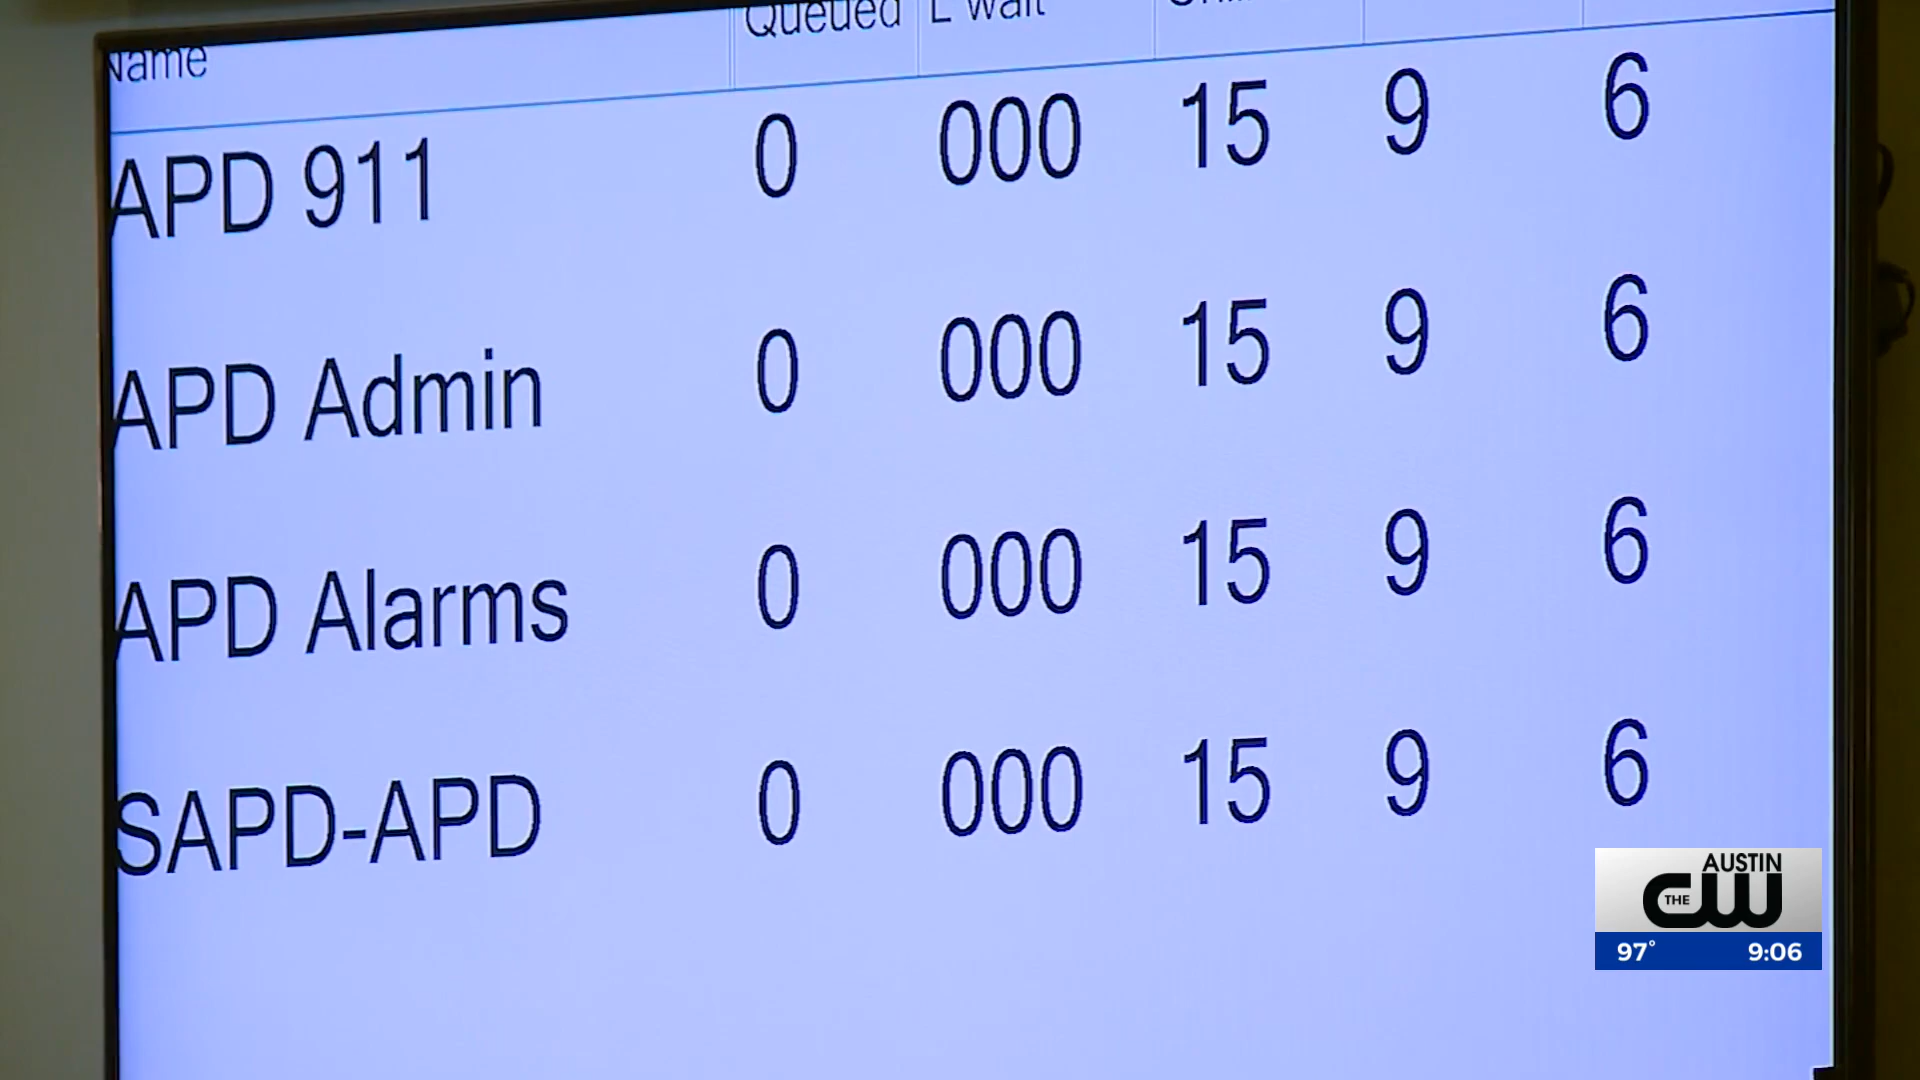 Name Queued L wait
APD 911 0 000 15 9 6
APD Admin 0 000 15 9 6
APD Alarms 0 000 15 9 6
SAPD-APD 0 000 15 9 6
AUSTIN
THE CW
97° 9:06